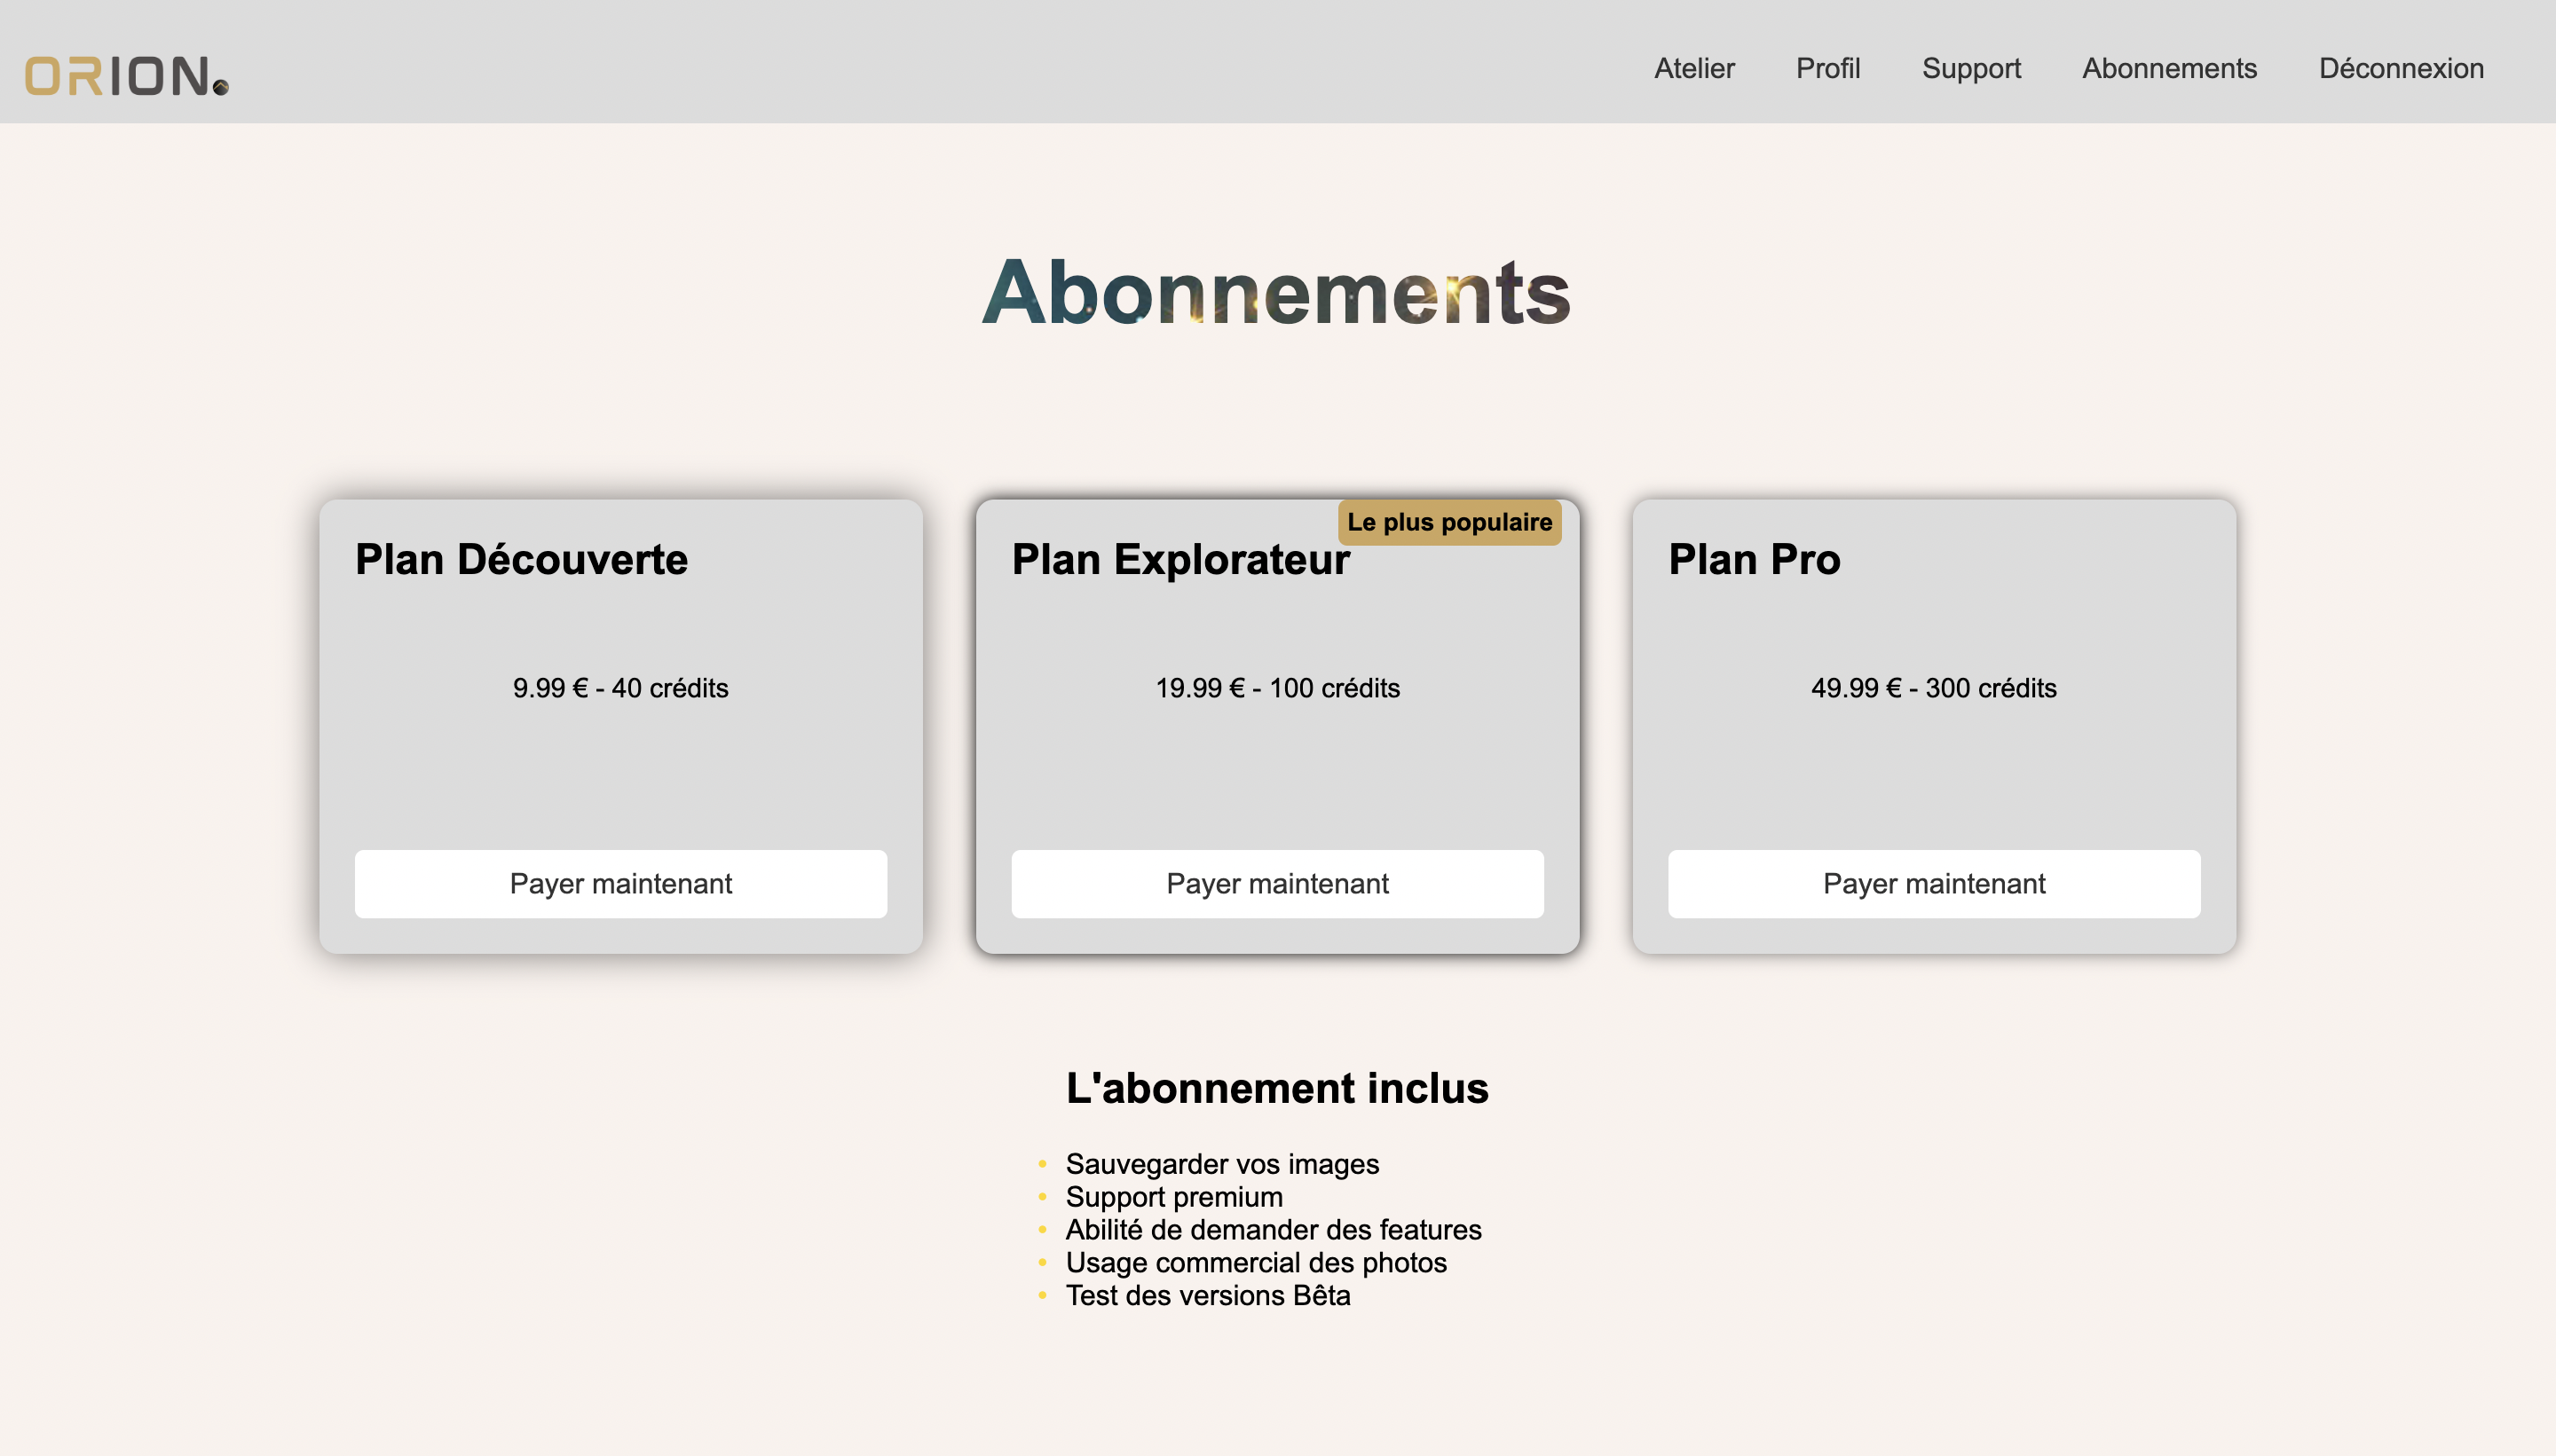 ORION.
Atelier Profil Support Abonnements Déconnexion
Abonnements
Plan Découverte
9.99 € - 40 crédits
Payer maintenant
Le plus populaire
Plan Explorateur
19.99 € - 100 crédits
Payer maintenant
Plan Pro
49.99 € - 300 crédits
Payer maintenant
L'abonnement inclus
• Sauvegarder vos images
• Support premium
• Abilité de demander des features
• Usage commercial des photos
• Test des versions Bêta